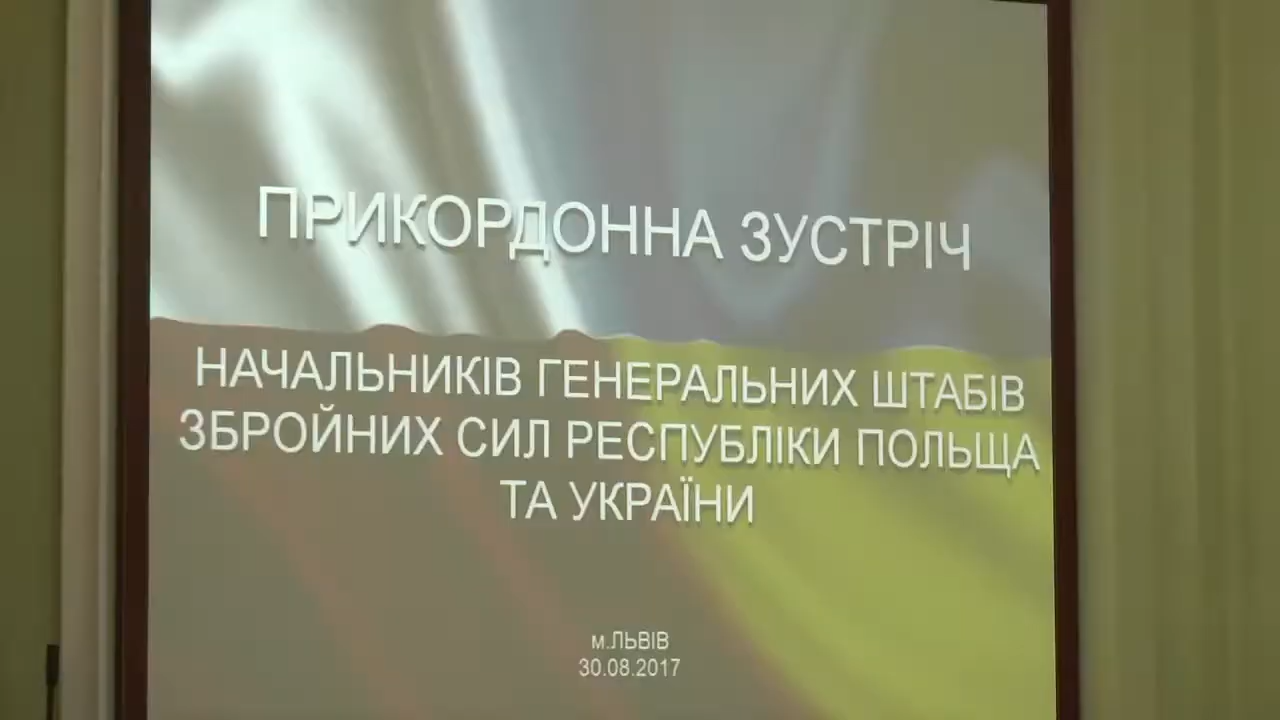 ПРИКОРДОННА ЗУСТРІЧ
НАЧАЛЬНИКІВ ГЕНЕРАЛЬНИХ ШТАБІВ
ЗБРОЙНИХ СИЛ РЕСПУБЛІКИ ПОЛЬЩА
ТА УКРАЇНИ
м.ЛЬВІВ
30.08.2017